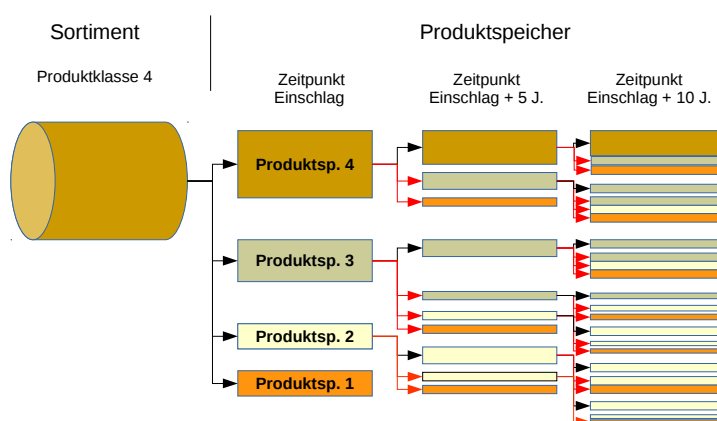 Sortiment
Produktspeicher
Produktklasse 4
Zeitpunkt
Einschlag
Zeitpunkt
Einschlag + 5 J.
Zeitpunkt
Einschlag + 10 J.
Produktsp. 4
Produktsp. 3
Produktsp. 2
Produktsp. 1